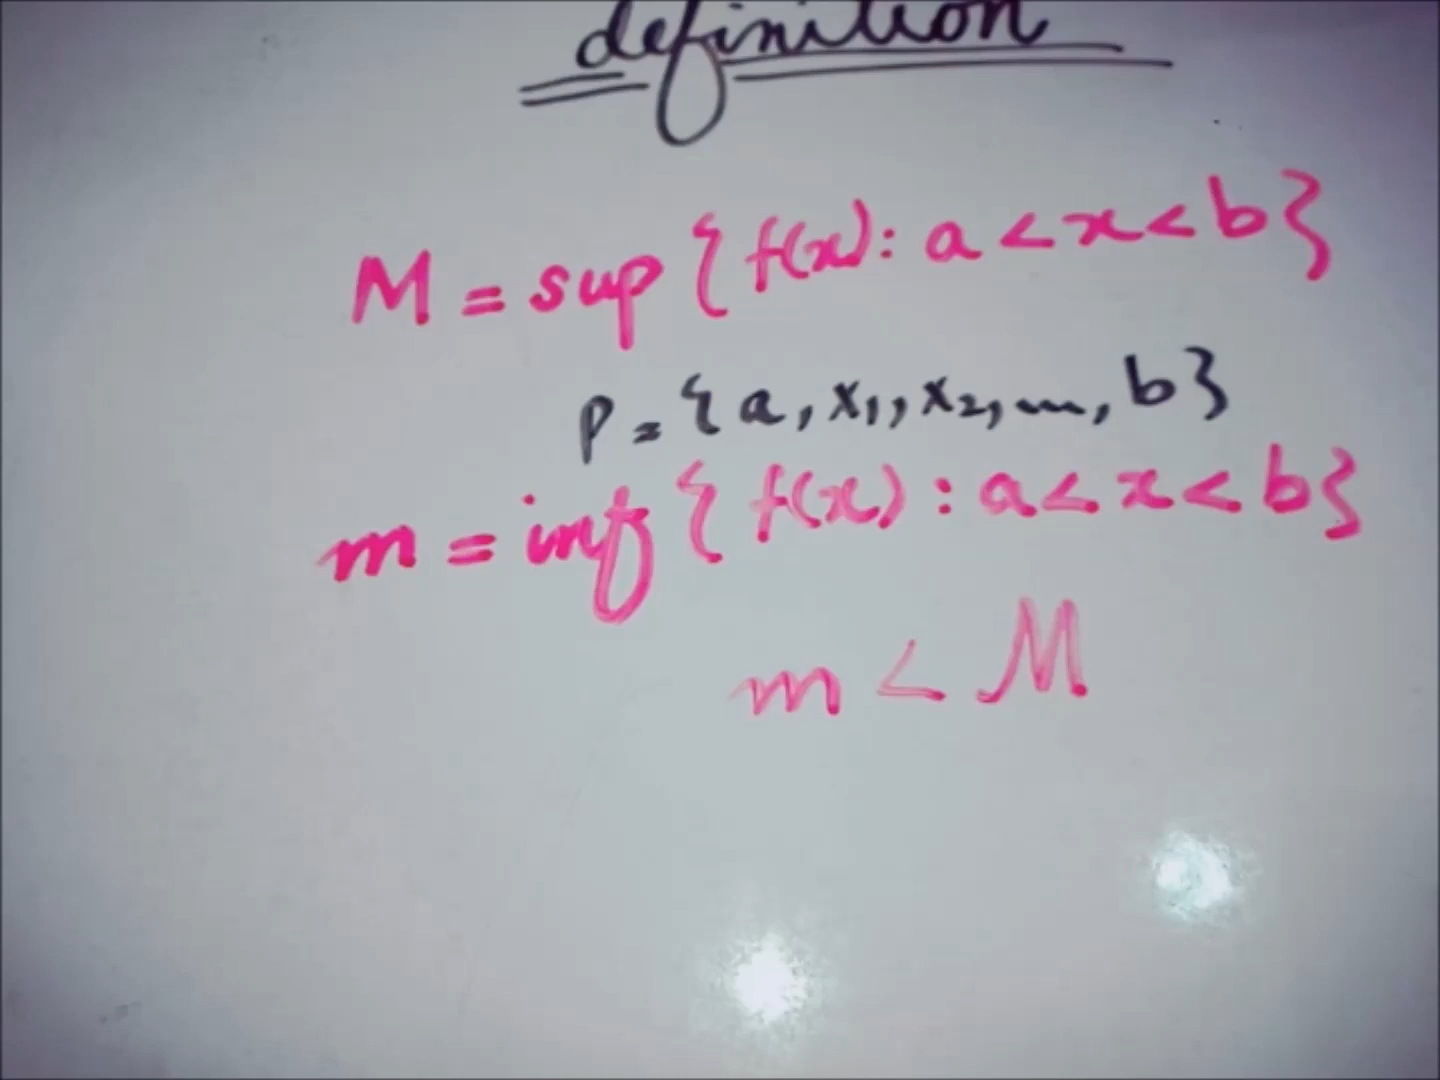 definition
M = sup { f(x) : a < x < b }
P = { a, x₁, x₂, ..., b }
m = inf { f(x) : a < x < b }
m < M